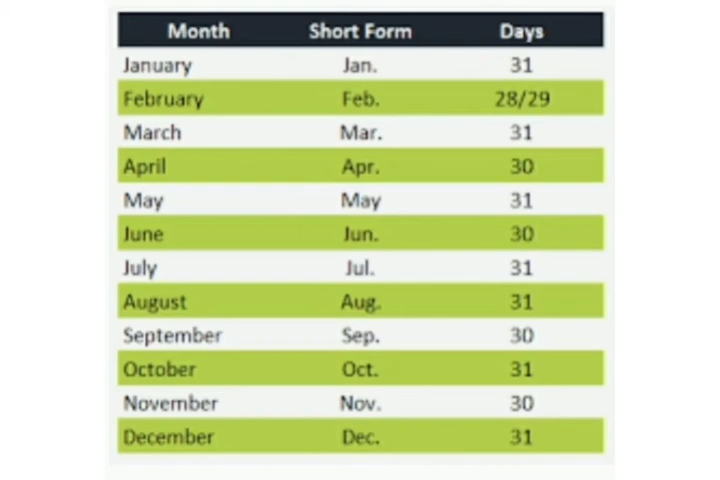 Month Short Form Days
January Jan. 31
February Feb. 28/29
March Mar. 31
April Apr. 30
May May 31
June Jun. 30
July Jul. 31
August Aug. 31
September Sep. 30
October Oct. 31
November Nov. 30
December Dec. 31